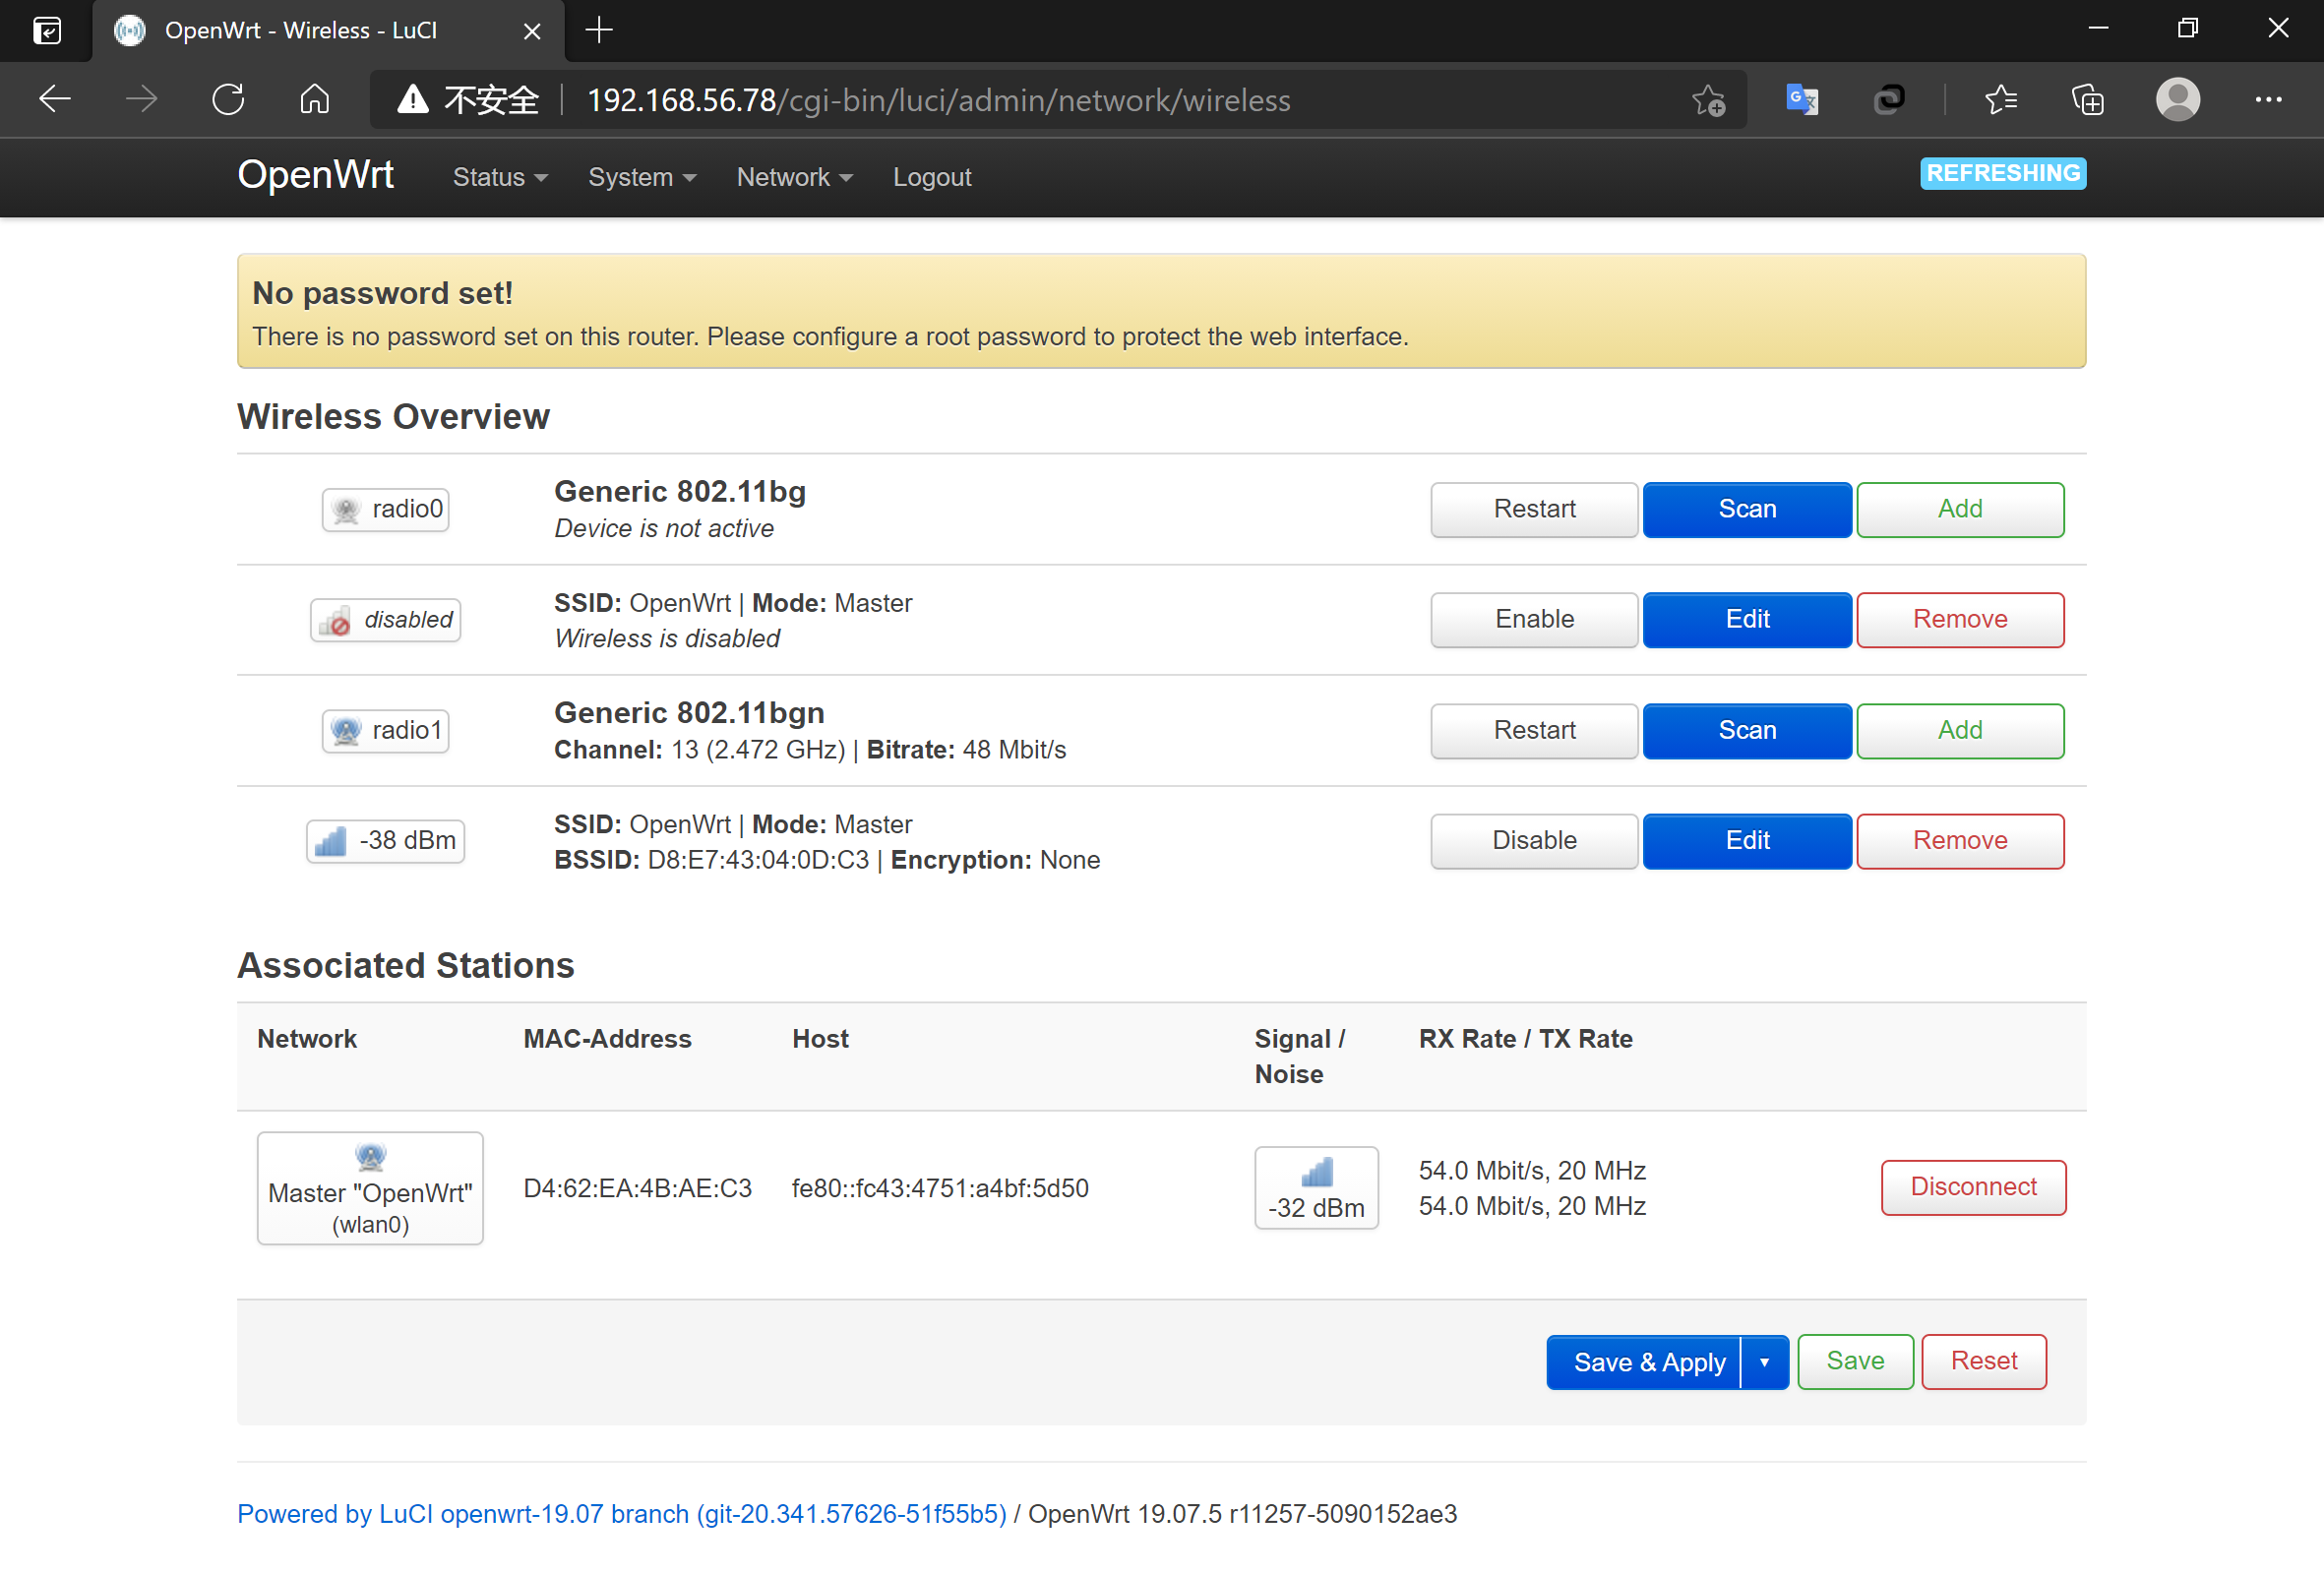 OpenWrt - Wireless - LuCI
不安全 192.168.56.78/cgi-bin/luci/admin/network/wireless
OpenWrt Status System Network Logout REFRESHING
No password set!
There is no password set on this router. Please configure a root password to protect the web interface.
Wireless Overview
radio0
Generic 802.11bg
Device is not active
Restart Scan Add
disabled
SSID: OpenWrt | Mode: Master
Wireless is disabled
Enable Edit Remove
radio1
Generic 802.11bgn
Channel: 13 (2.472 GHz) | Bitrate: 48 Mbit/s
Restart Scan Add
-38 dBm
SSID: OpenWrt | Mode: Master
BSSID: D8:E7:43:04:0D:C3 | Encryption: None
Disable Edit Remove
Associated Stations
Network MAC-Address Host Signal / Noise RX Rate / TX Rate
Master "OpenWrt"
(wlan0)
D4:62:EA:4B:AE:C3
fe80::fc43:4751:a4bf:5d50
-32 dBm
54.0 Mbit/s, 20 MHz
54.0 Mbit/s, 20 MHz
Disconnect
Save & Apply Save Reset
Powered by LuCI openwrt-19.07 branch (git-20.341.57626-51f55b5) / OpenWrt 19.07.5 r11257-5090152ae3